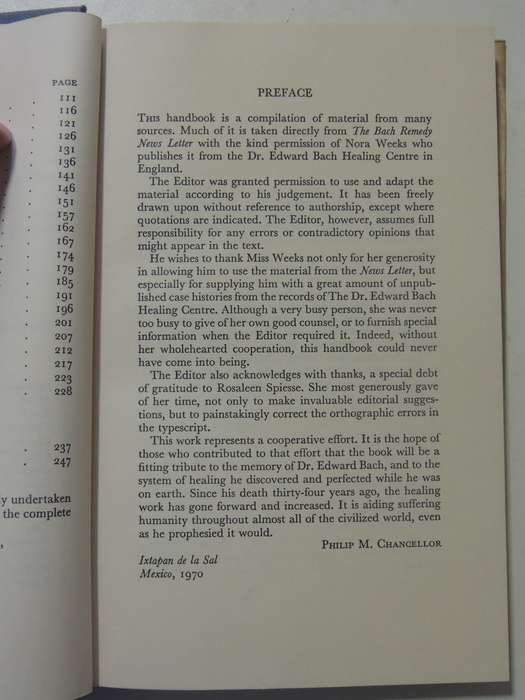 PAGE
111
116
121
126
131
136
141
146
151
157
162
167
174
179
185
191
196
201
207
212
217
223
228
237
247
y undertaken
the complete
PREFACE
THIS handbook is a compilation of material from many
sources. Much of it is taken directly from The Bach Remedy
News Letter with the kind permission of Nora Weeks who
publishes it from the Dr. Edward Bach Healing Centre in
England.
The Editor was granted permission to use and adapt the
material according to his judgement. It has been freely
drawn upon without reference to authorship, except where
quotations are indicated. The Editor, however, assumes full
responsibility for any errors or contradictory opinions that
might appear in the text.
He wishes to thank Miss Weeks not only for her generosity
in allowing him to use the material from the News Letter, but
especially for supplying him with a great amount of unpub-
lished case histories from the records of The Dr. Edward Bach
Healing Centre. Although a very busy person, she was never
too busy to give of her own good counsel, or to furnish special
information when the Editor required it. Indeed, without
her wholehearted cooperation, this handbook could never
have come into being.
The Editor also acknowledges with thanks, a special debt
of gratitude to Rosaleen Spiesse. She most generously gave
of her time, not only to make invaluable editorial sugges-
tions, but to painstakingly correct the orthographic errors in
the typescript.
This work represents a cooperative effort. It is the hope of
those who contributed to that effort that the book will be a
fitting tribute to the memory of Dr. Edward Bach, and to the
system of healing he discovered and perfected while he was
on earth. Since his death thirty-four years ago, the healing
work has gone forward and increased. It is aiding suffering
humanity throughout almost all of the civilized world, even
as he prophesied it would.
PHILIP M. CHANCELLOR
Ixtapan de la Sal
Mexico, 1970